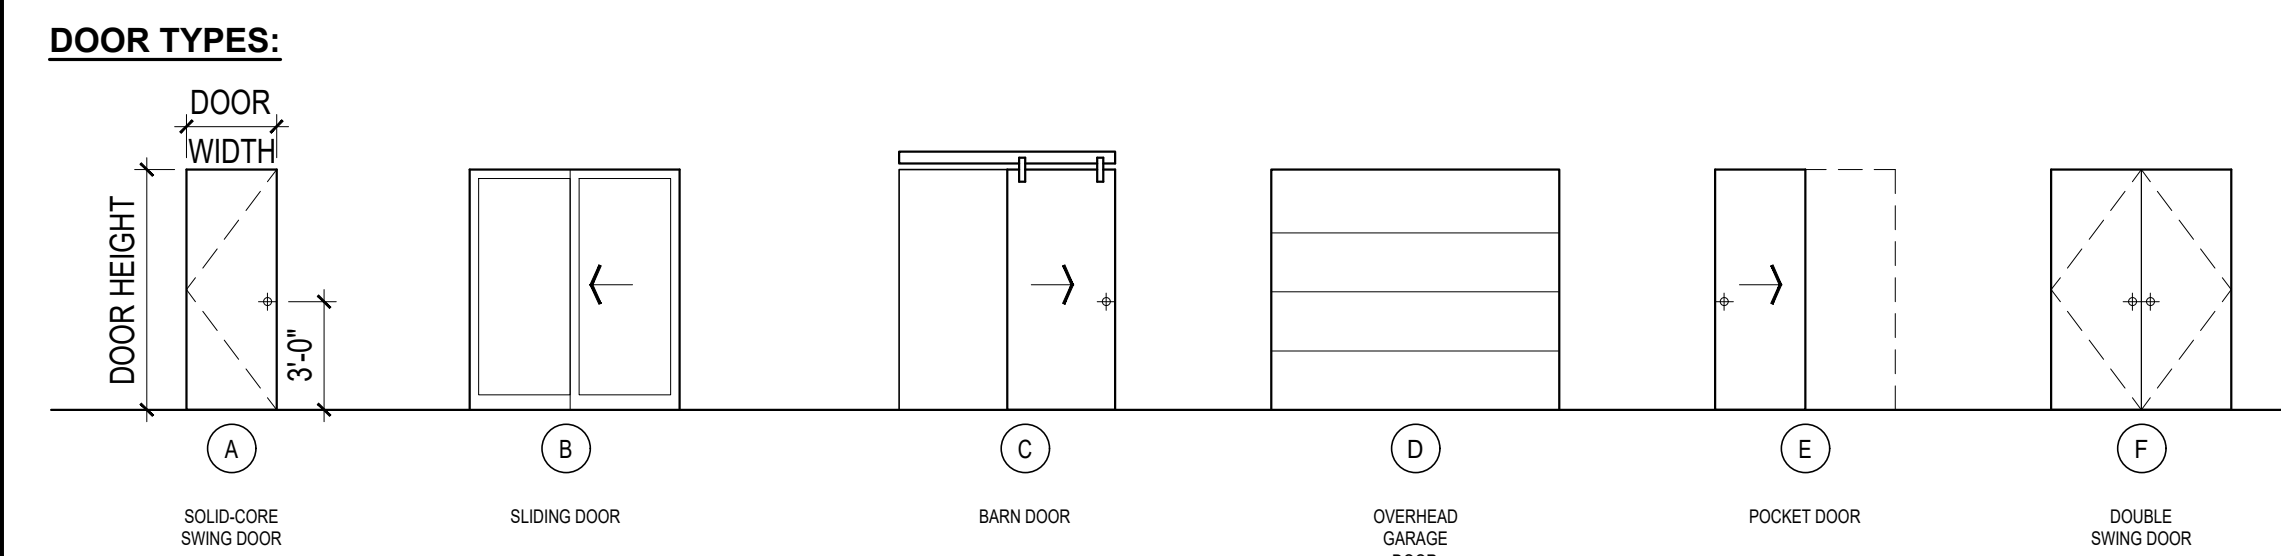 DOOR TYPES:
DOOR
WIDTH
DOOR HEIGHT
3'-0"
A
B
C
D
E
F
SOLID-CORE
SWING DOOR
SLIDING DOOR
BARN DOOR
OVERHEAD
GARAGE
DOOR
POCKET DOOR
DOUBLE
SWING DOOR